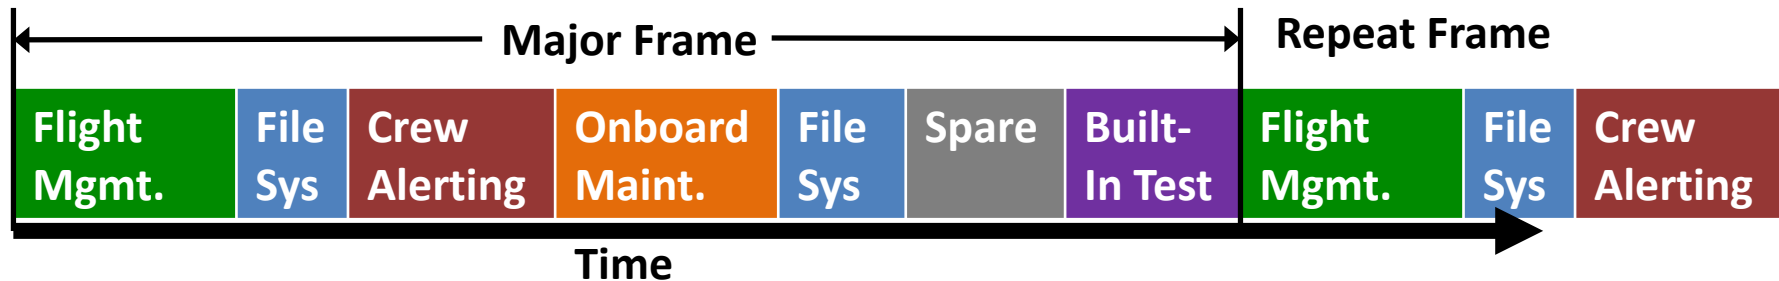 Major Frame
Repeat Frame
Flight
Mgmt.
File
Sys
Crew
Alerting
Onboard
Maint.
File
Sys
Spare
Built-
In Test
Flight
Mgmt.
File
Sys
Crew
Alerting
Time